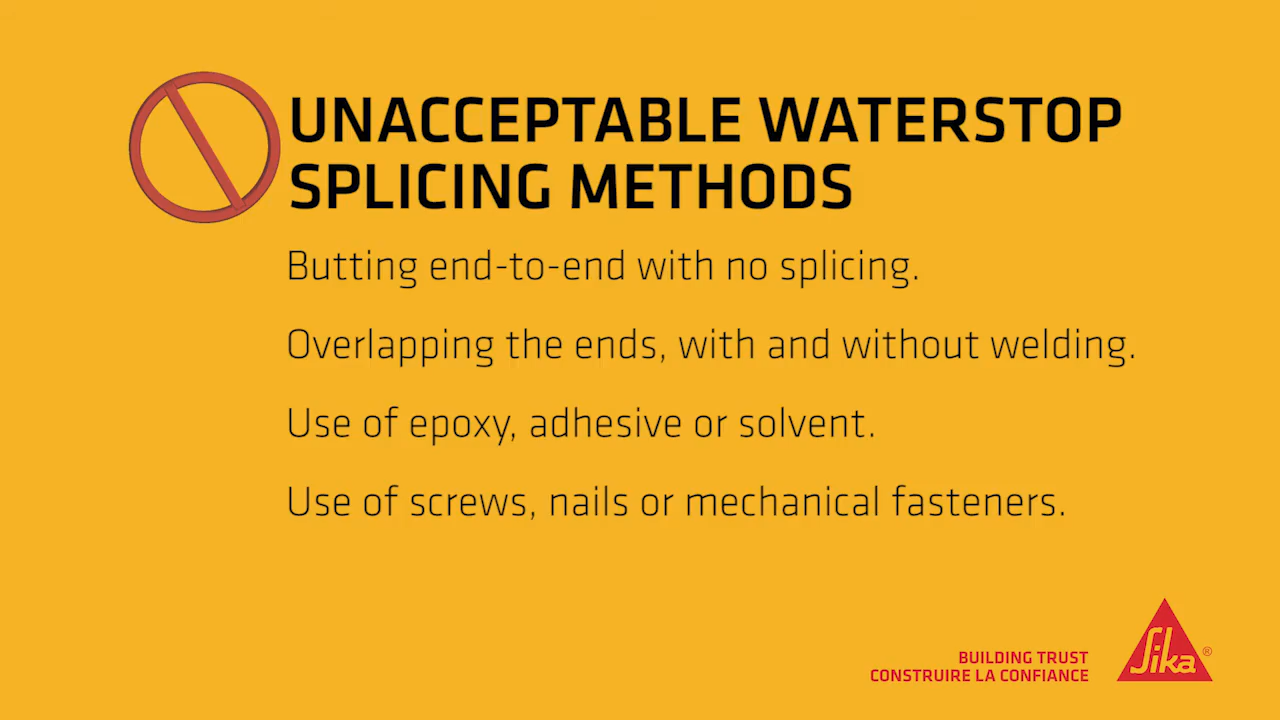 UNACCEPTABLE WATERSTOP
SPLICING METHODS
Butting end-to-end with no splicing.
Overlapping the ends, with and without welding.
Use of epoxy, adhesive or solvent.
Use of screws, nails or mechanical fasteners.
BUILDING TRUST
CONSTRUIRE LA CONFIANCE
Sika®